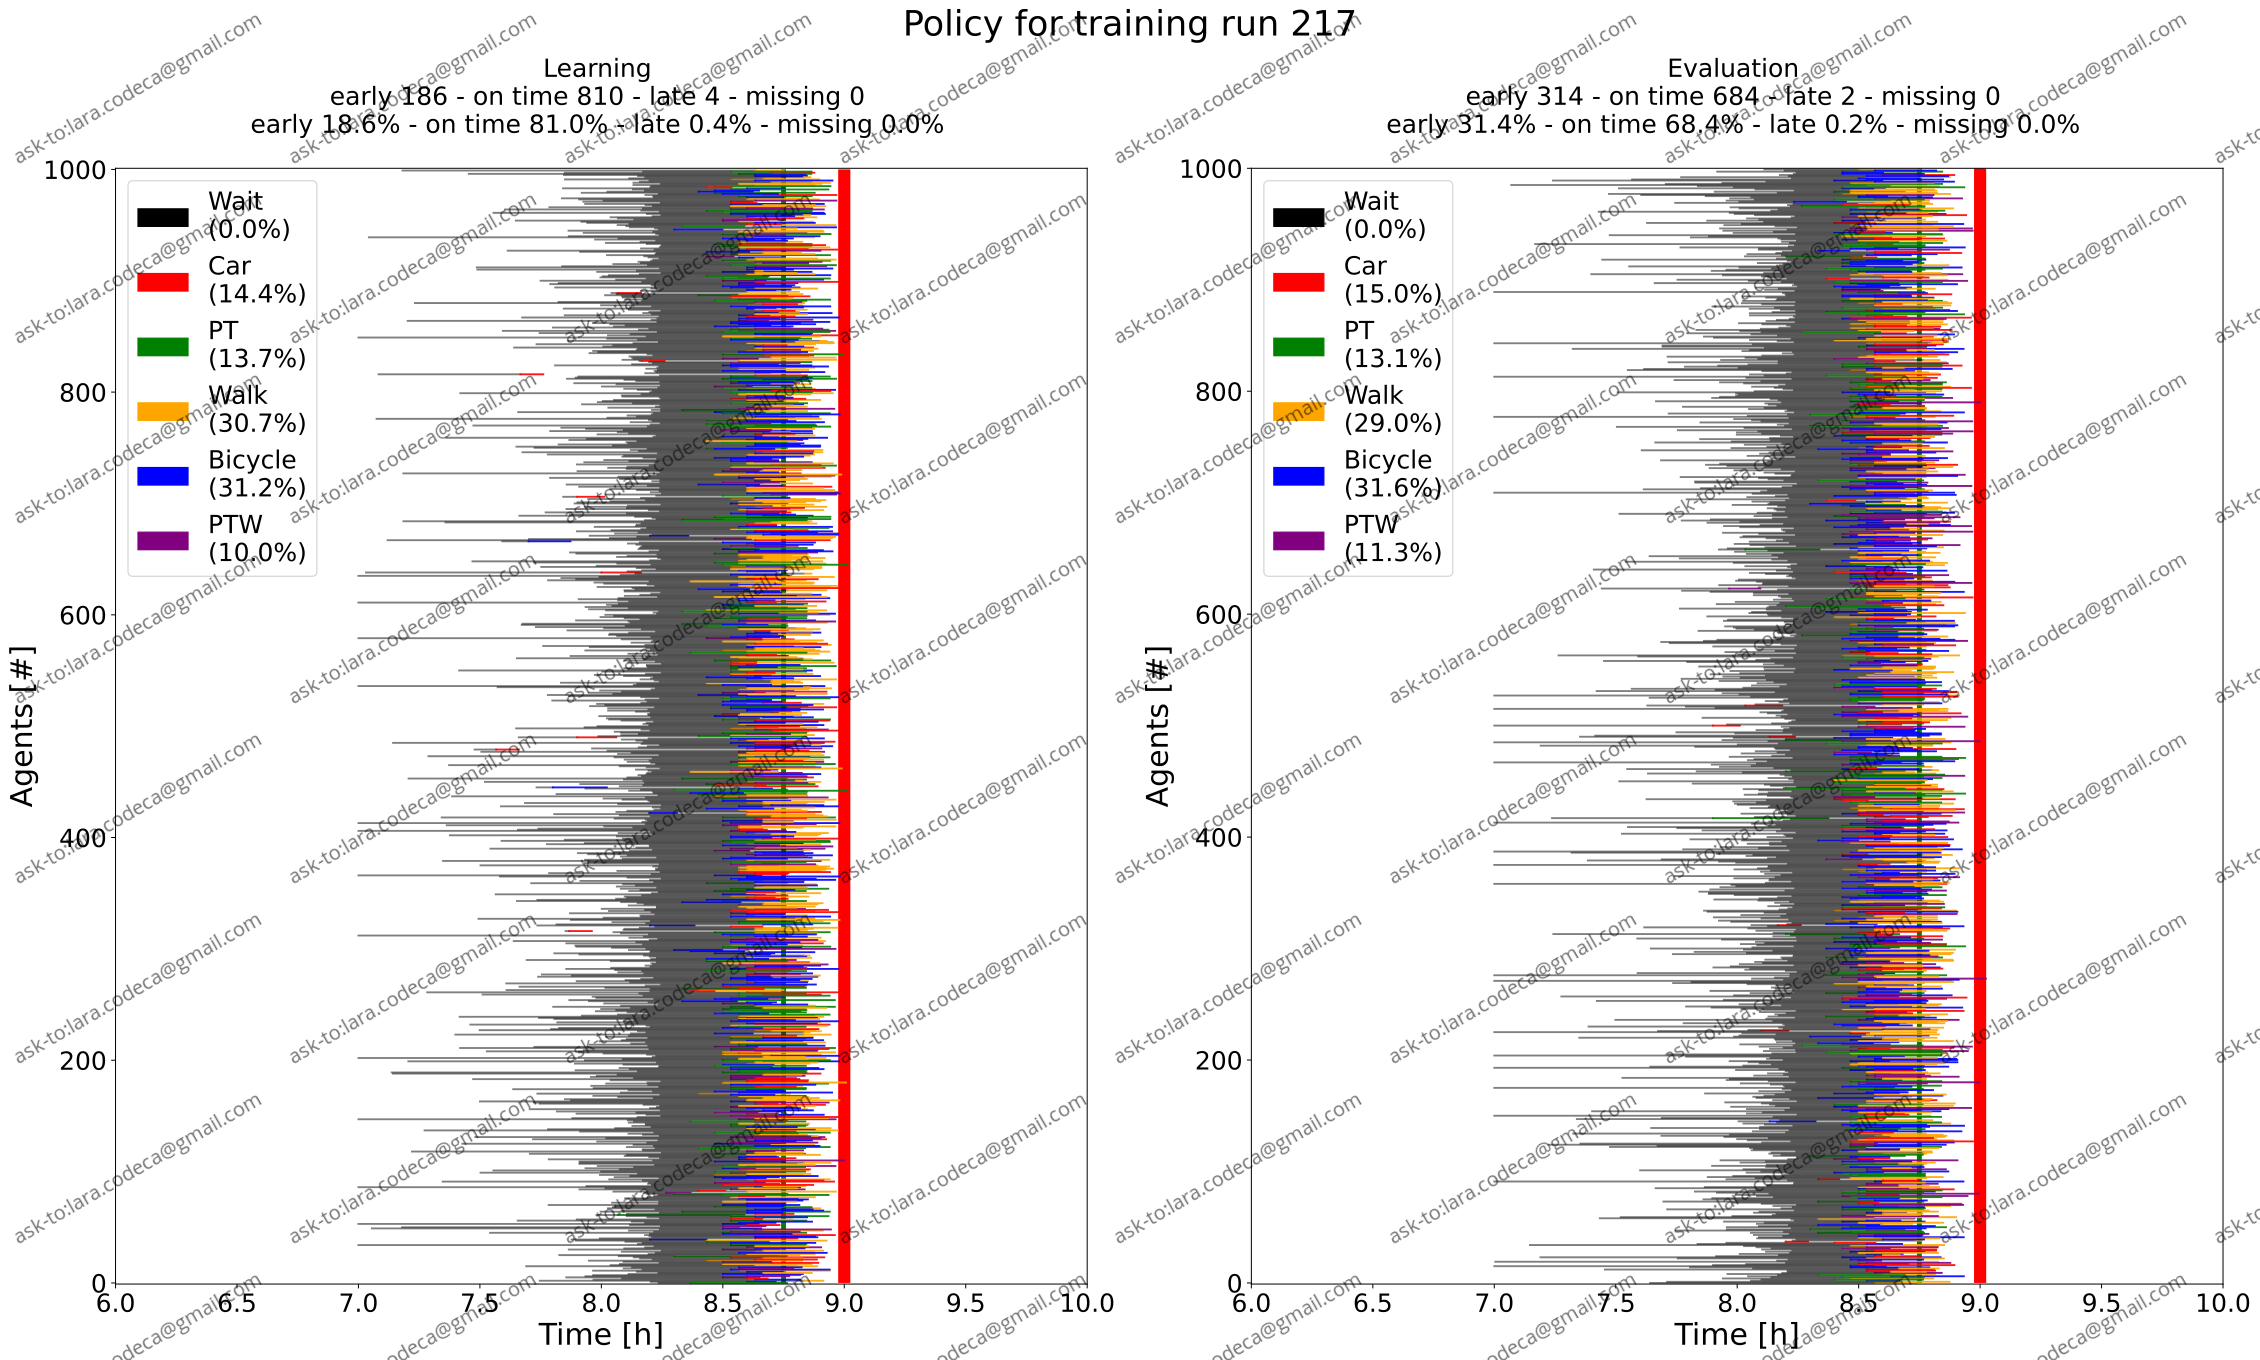 Policy for training run 217
Learning
early 186 - on time 810 - late 4 - missing 0
early 18.6% - on time 81.0% - late 0.4% - missing 0.0%
1000
800
600
400
200
0
Agents [#]
Wait
(0.0%)
Car
(14.4%)
PT
(13.7%)
Walk
(30.7%)
Bicycle
(31.2%)
PTW
(10.0%)
6.0 6.5 7.0 7.5 8.0 8.5 9.0 9.5 10.0
Time [h]
Evaluation
early 314 - on time 684 - late 2 - missing 0
early 31.4% - on time 68.4% - late 0.2% - missing 0.0%
1000
800
600
400
200
0
Agents [#]
Wait
(0.0%)
Car
(15.0%)
PT
(13.1%)
Walk
(29.0%)
Bicycle
(31.6%)
PTW
(11.3%)
6.0 6.5 7.0 7.5 8.0 8.5 9.0 9.5 10.0
Time [h]
ask-to:lara.codeca@gmail.com